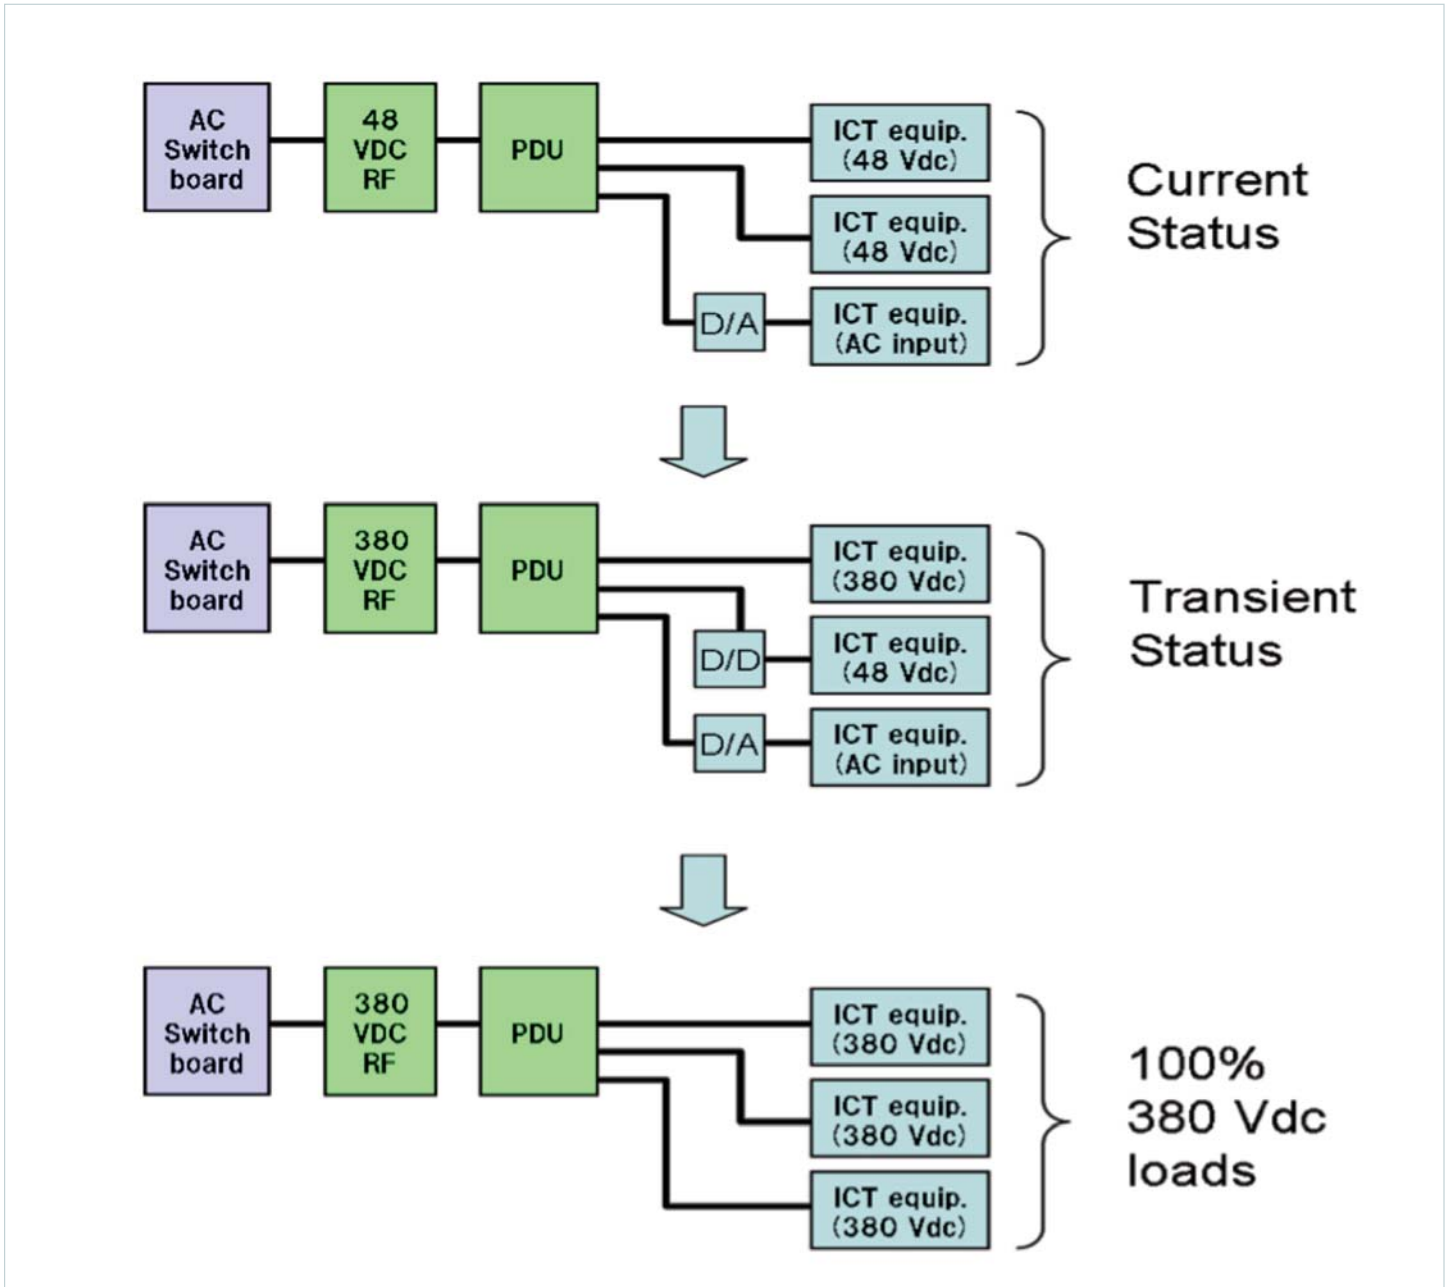 AC
Switch
board
48
VDC
RF
PDU
ICT equip.
(48 Vdc)
ICT equip.
(48 Vdc)
D/A
ICT equip.
(AC input)
Current
Status
AC
Switch
board
380
VDC
RF
PDU
ICT equip.
(380 Vdc)
D/D
ICT equip.
(48 Vdc)
D/A
ICT equip.
(AC input)
Transient
Status
AC
Switch
board
380
VDC
RF
PDU
ICT equip.
(380 Vdc)
ICT equip.
(380 Vdc)
ICT equip.
(380 Vdc)
100%
380 Vdc
loads